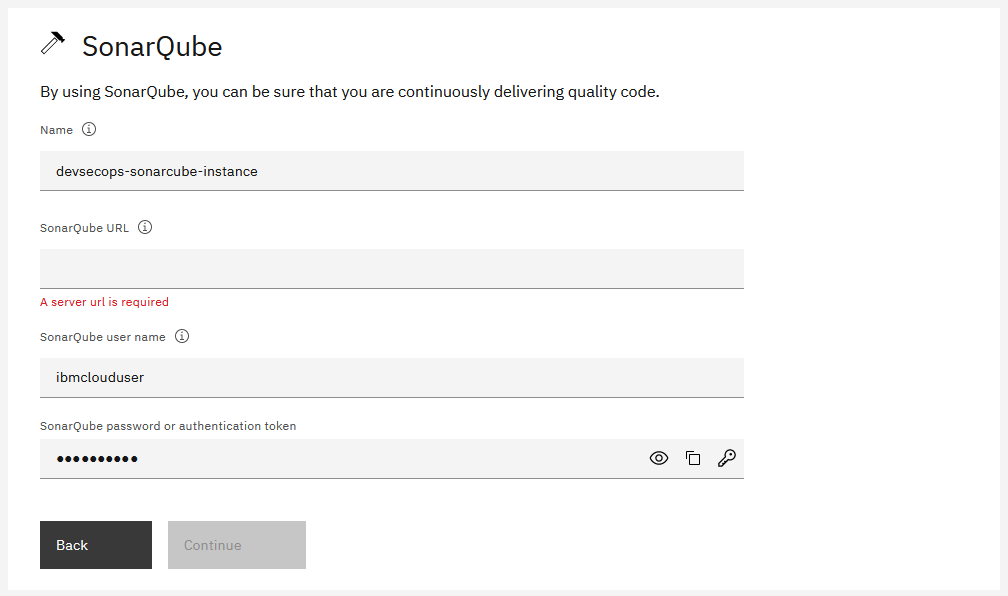 SonarQube
By using SonarQube, you can be sure that you are continuously delivering quality code.
Name
devsecops-sonarcube-instance
SonarQube URL
A server url is required
SonarQube user name
ibmclouduser
SonarQube password or authentication token
••••••••••
Back
Continue